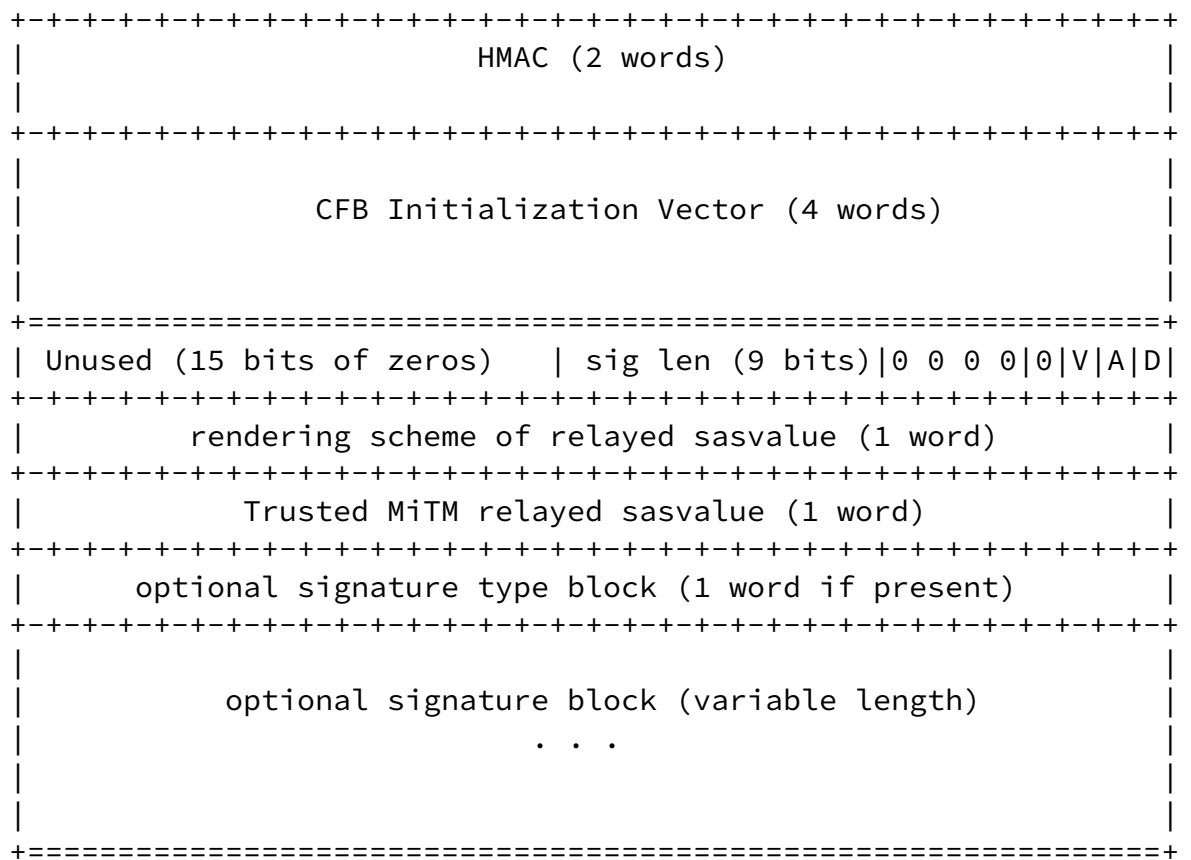 +-+-+-+-+-+-+-+-+-+-+-+-+-+-+-+-+-+-+-+-+-+-+-+-+-+-+-+-+-+-+-+-+
|                         HMAC (2 words)                        |
|                                                               |
+-+-+-+-+-+-+-+-+-+-+-+-+-+-+-+-+-+-+-+-+-+-+-+-+-+-+-+-+-+-+-+-+
|                                                               |
|                CFB Initialization Vector (4 words)            |
|                                                               |
|                                                               |
+===============================================================+
| Unused (15 bits of zeros)   | sig len (9 bits)|0 0 0 0|0|V|A|D|
+-+-+-+-+-+-+-+-+-+-+-+-+-+-+-+-+-+-+-+-+-+-+-+-+-+-+-+-+-+-+-+-+
|         rendering scheme of relayed sasvalue (1 word)         |
+-+-+-+-+-+-+-+-+-+-+-+-+-+-+-+-+-+-+-+-+-+-+-+-+-+-+-+-+-+-+-+-+
|            Trusted MiTM relayed sasvalue (1 word)             |
+-+-+-+-+-+-+-+-+-+-+-+-+-+-+-+-+-+-+-+-+-+-+-+-+-+-+-+-+-+-+-+-+
|      optional signature type block (1 word if present)        |
+-+-+-+-+-+-+-+-+-+-+-+-+-+-+-+-+-+-+-+-+-+-+-+-+-+-+-+-+-+-+-+-+
|                                                               |
|           optional signature block (variable length)          |
|                            . . .                              |
|                                                               |
|                                                               |
+===============================================================+